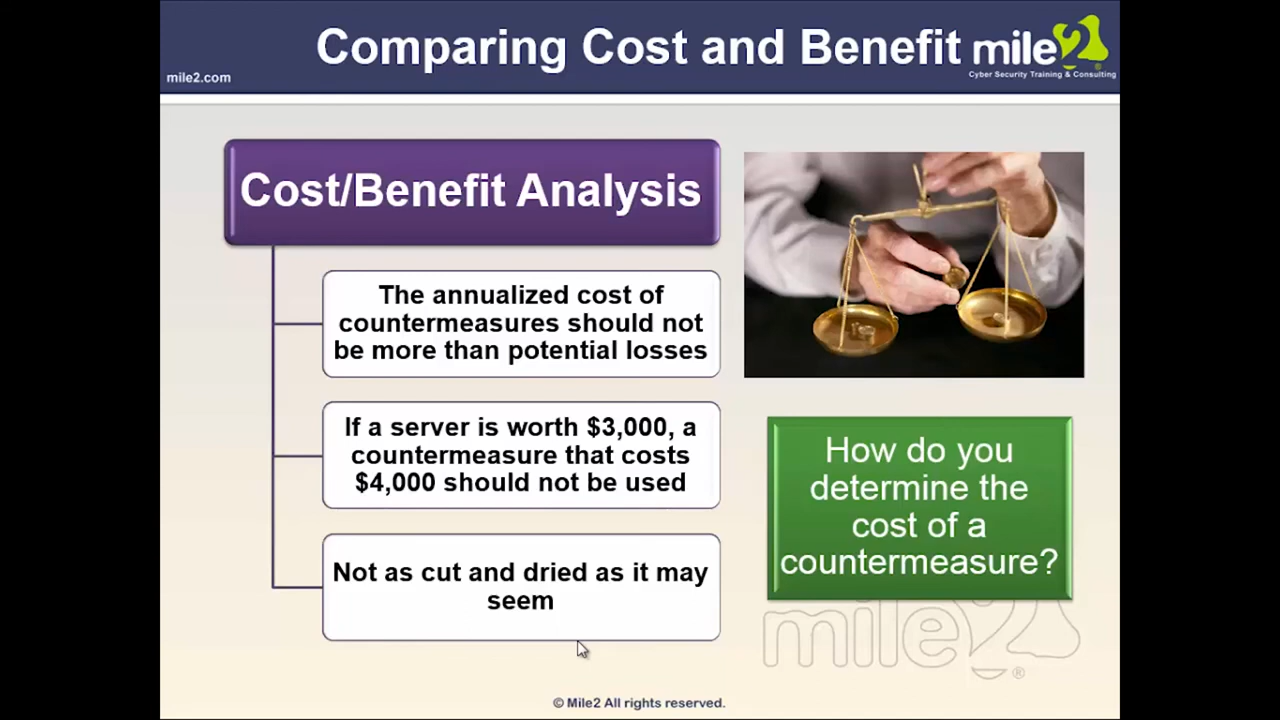 Comparing Cost and Benefit
mile2
mile2.com
Cyber Security Training & Consulting
Cost/Benefit Analysis
The annualized cost of
countermeasures should not
be more than potential losses
If a server is worth $3,000, a
countermeasure that costs
$4,000 should not be used
Not as cut and dried as it may
seem
How do you
determine the
cost of a
countermeasure?
mile2®
© Mile2 All rights reserved.